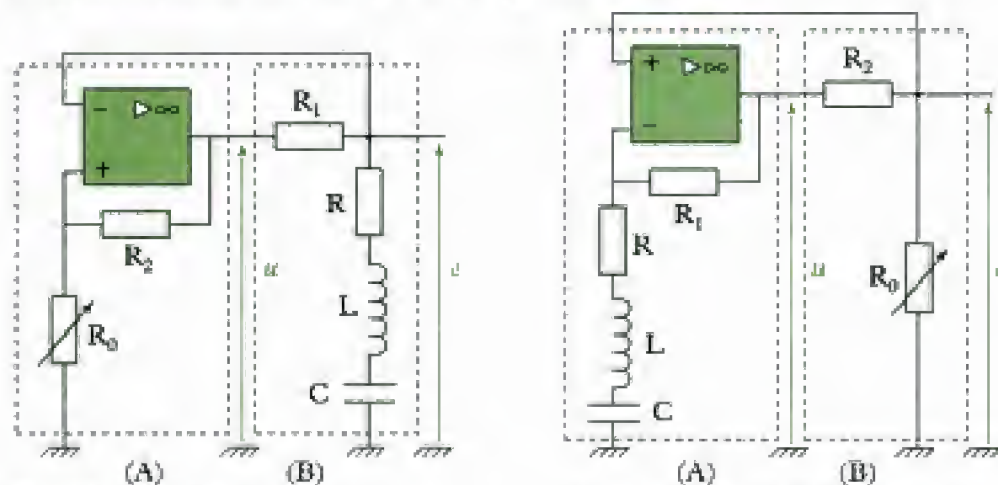 − ▷ ∞
+
R₁
R
R₂
u
e
L
R₀
C
(A)
(B)
+ ▷ ∞
−
R₂
R₁
R
u
R₀
L
C
(A)
(B)